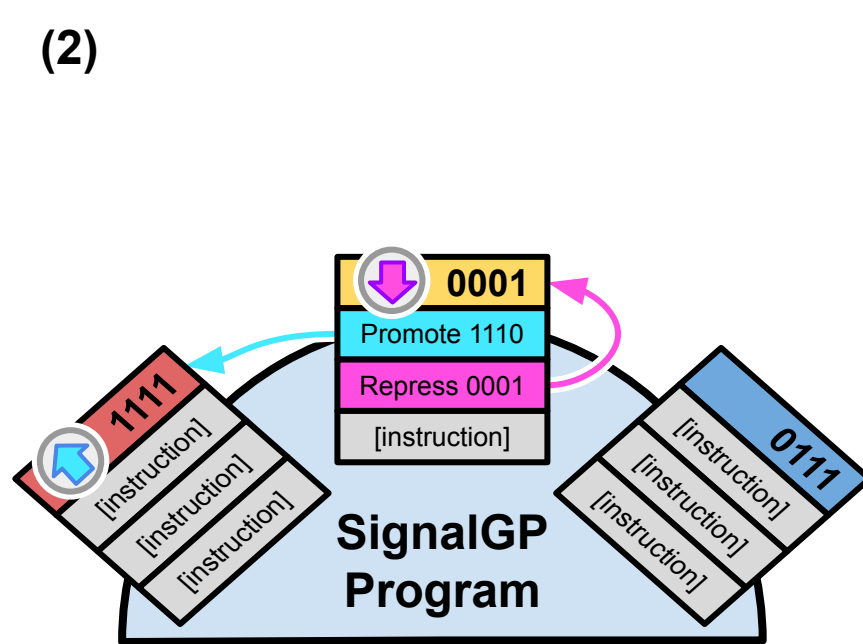 (2)
0001
Promote 1110
Repress 0001
[instruction]
1111
[instruction]
[instruction]
[instruction]
0111
[instruction]
[instruction]
[instruction]
SignalGP
Program